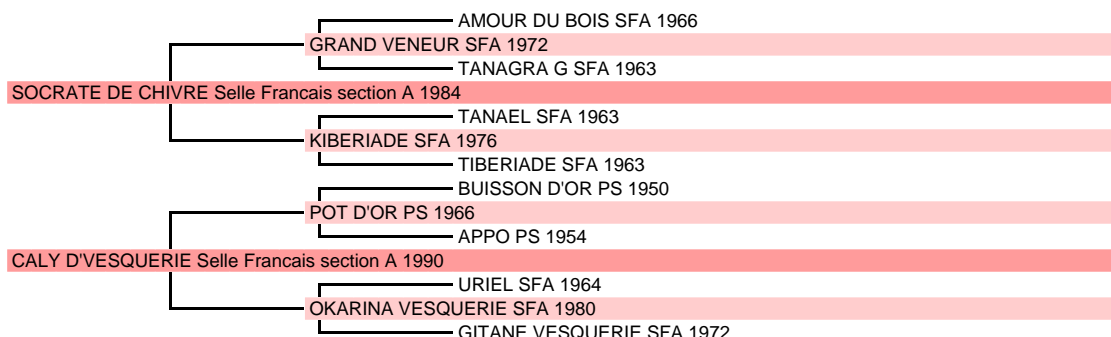 AMOUR DU BOIS SFA 1966
GRAND VENEUR SFA 1972
TANAGRA G SFA 1963
SOCRATE DE CHIVRE Selle Francais section A 1984
TANAEL SFA 1963
KIBERIADE SFA 1976
TIBERIADE SFA 1963
BUISSON D'OR PS 1950
POT D'OR PS 1966
APPO PS 1954
CALY D'VESQUERIE Selle Francais section A 1990
URIEL SFA 1964
OKARINA VESQUERIE SFA 1980
GITANE VESQUERIE SFA 1972